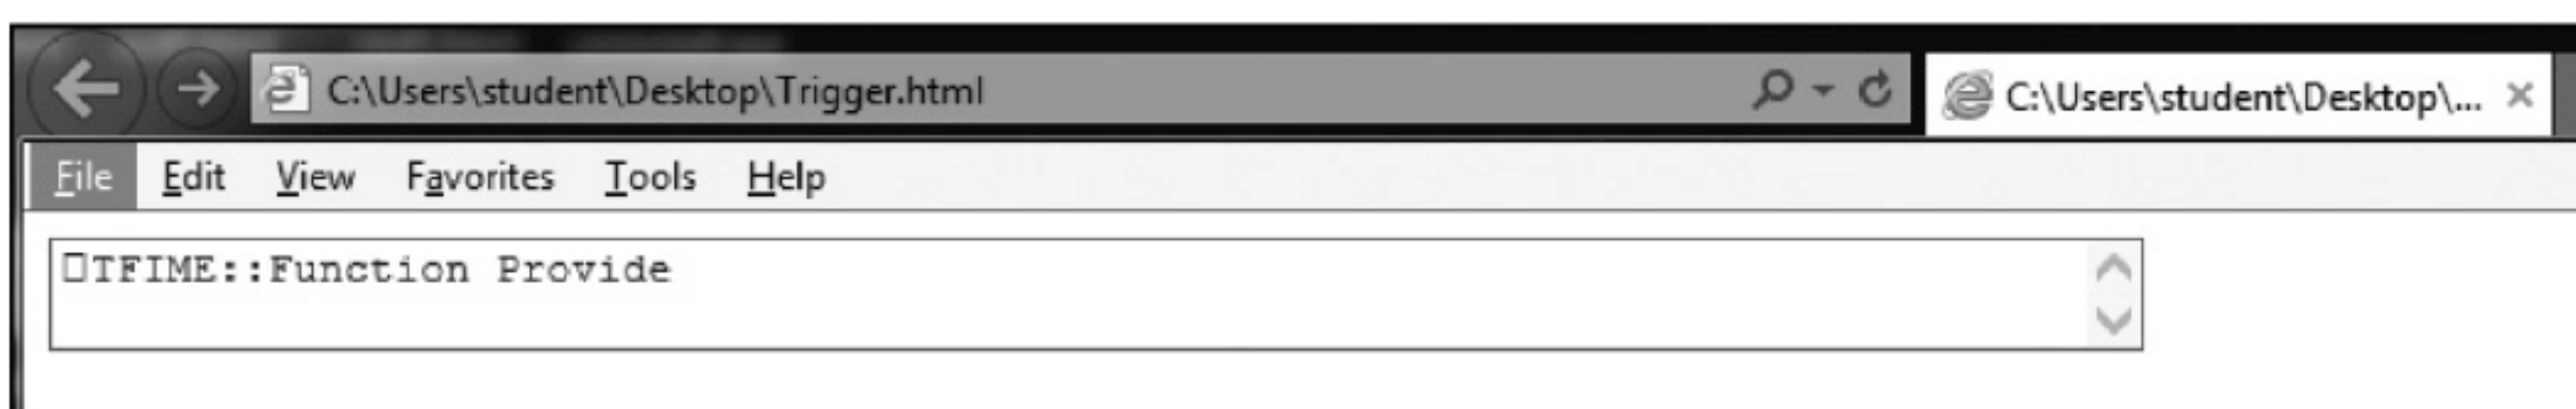 C:\Users\student\Desktop\Trigger.html
C:\Users\student\Desktop\...
File Edit View Favorites Tools Help
□TFIME::Function Provide